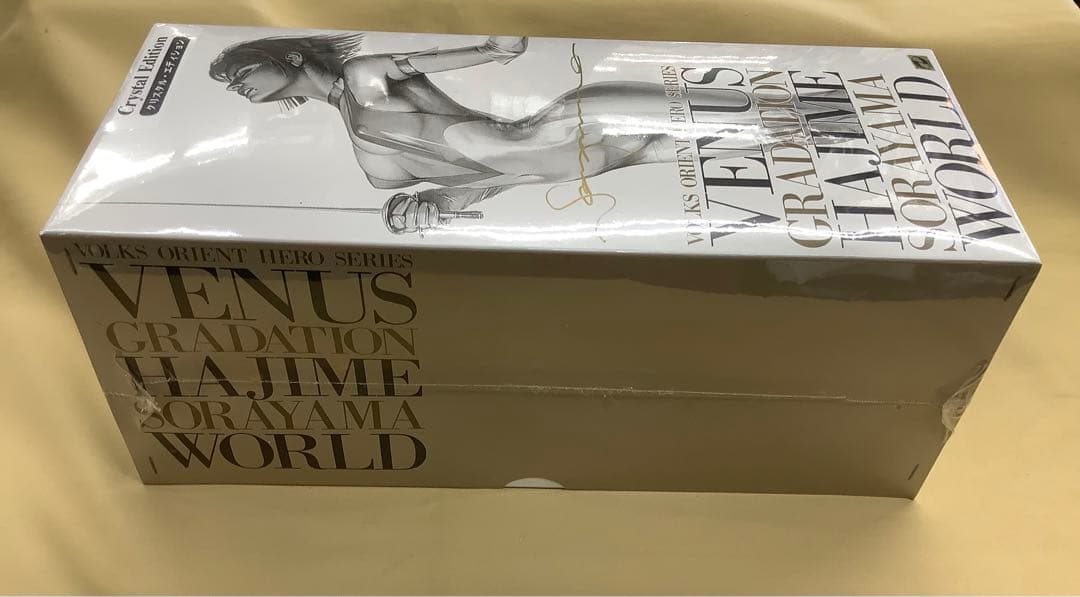 Crystal Edition
クリスタル・エディション
Sorayama
VOLKS ORIENT HERO SERIES
VENUS
GRADATION
HAJIME
SORAYAMA
WORLD
VOLKS ORIENT HERO SERIES
VENUS
GRADATION
HAJIME
SORAYAMA
WORLD